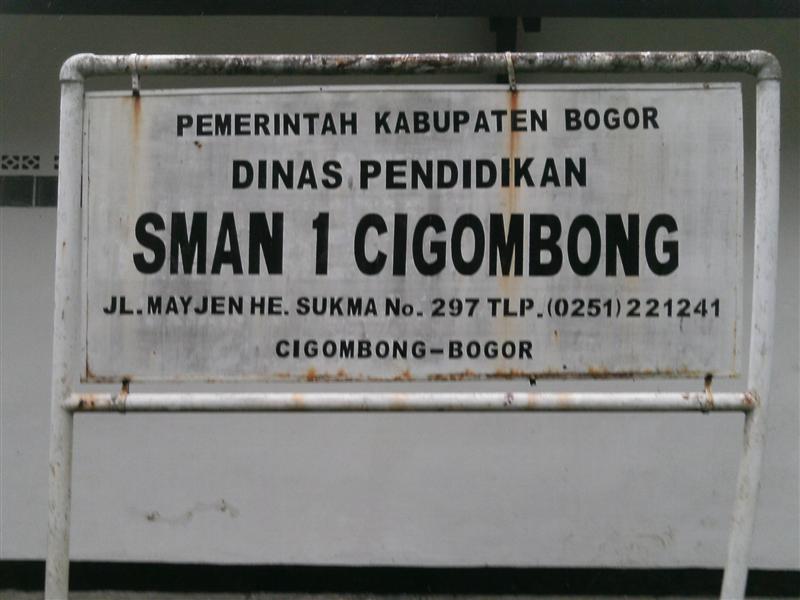 PEMERINTAH KABUPATEN BOGOR
DINAS PENDIDIKAN
SMAN 1 CIGOMBONG
JL. MAYJEN HE. SUKMA No. 297 TLP. (0251) 221241
CIGOMBONG-BOGOR